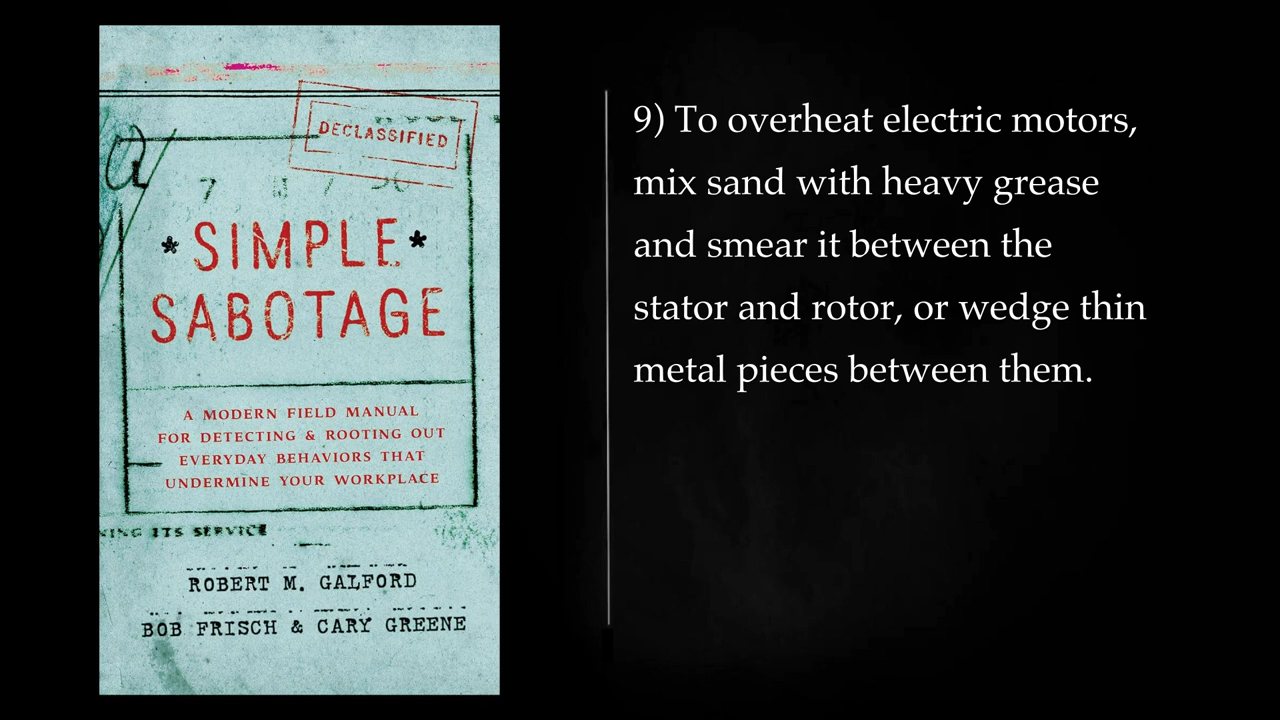 DECLASSIFIED
*SIMPLE*
SABOTAGE
A MODERN FIELD MANUAL
FOR DETECTING & ROOTING OUT
EVERYDAY BEHAVIORS THAT
UNDERMINE YOUR WORKPLACE
ITS SERVICE
ROBERT M. GALFORD
BOB FRISCH & CARY GREENE
9) To overheat electric motors,
mix sand with heavy grease
and smear it between the
stator and rotor, or wedge thin
metal pieces between them.